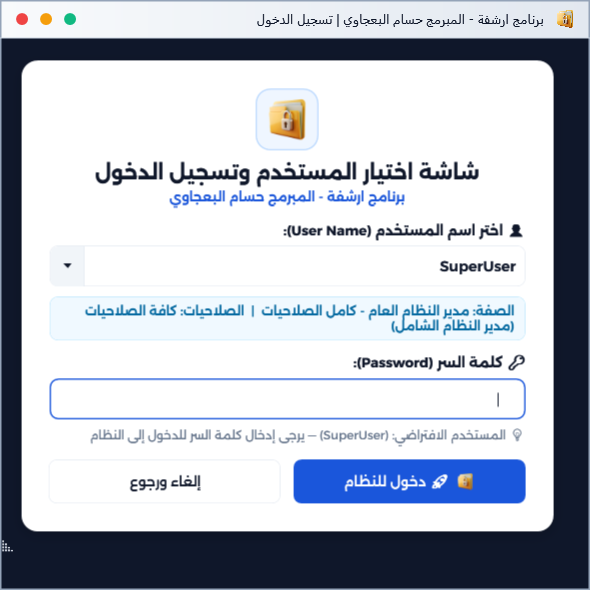 برنامج ارشفة - المبرمج حسام البعجاوي | تسجيل الدخول
شاشة اختيار المستخدم وتسجيل الدخول
برنامج ارشفة - المبرمج حسام البعجاوي
اختر اسم المستخدم (User Name):
SuperUser
الصفة: مدير النظام العام - كامل الصلاحيات | الصلاحيات: كافة الصلاحيات
(مدير النظام الشامل)
كلمة السر (Password):
المستخدم الافتراضي: (SuperUser) — يرجى إدخال كلمة السر للدخول إلى النظام
دخول للنظام
إلغاء ورجوع